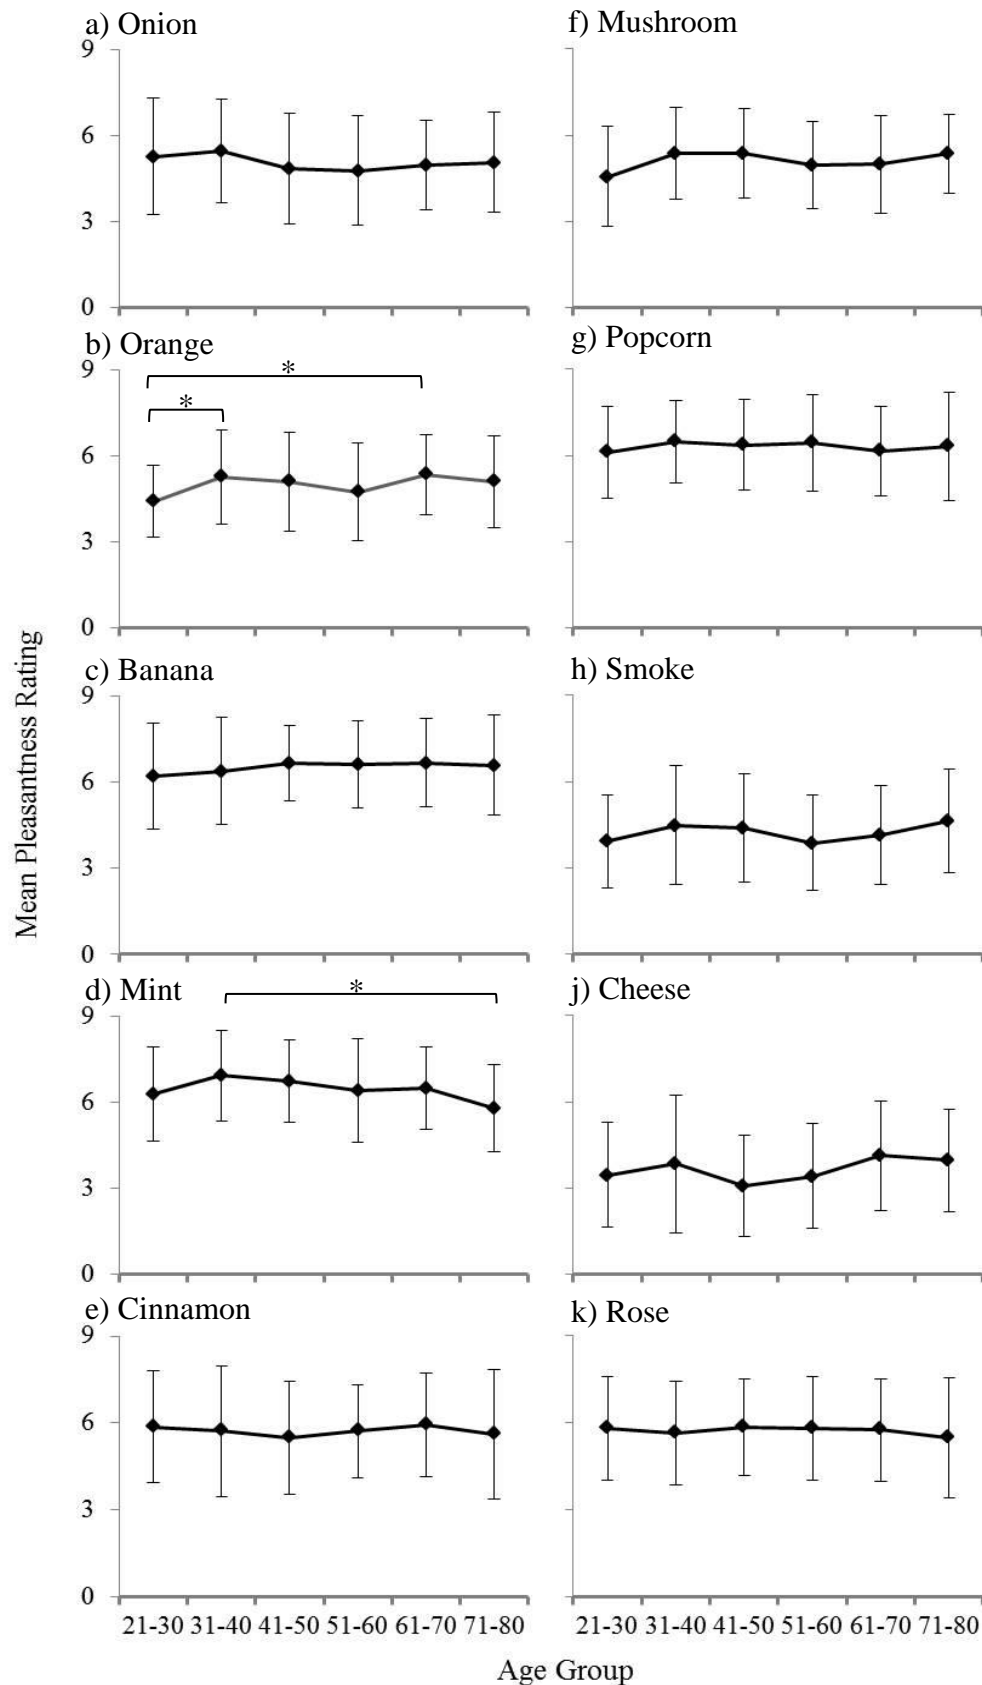 a) Onion
9
6
3
0
b) Orange
9
*
*
6
3
0
c) Banana
9
6
3
0
d) Mint
9
*
6
3
0
e) Cinnamon
9
6
3
0
21-30 31-40 41-50 51-60 61-70 71-80
f) Mushroom
g) Popcorn
h) Smoke
j) Cheese
k) Rose
21-30 31-40 41-50 51-60 61-70 71-80
Mean Pleasantness Rating
Age Group